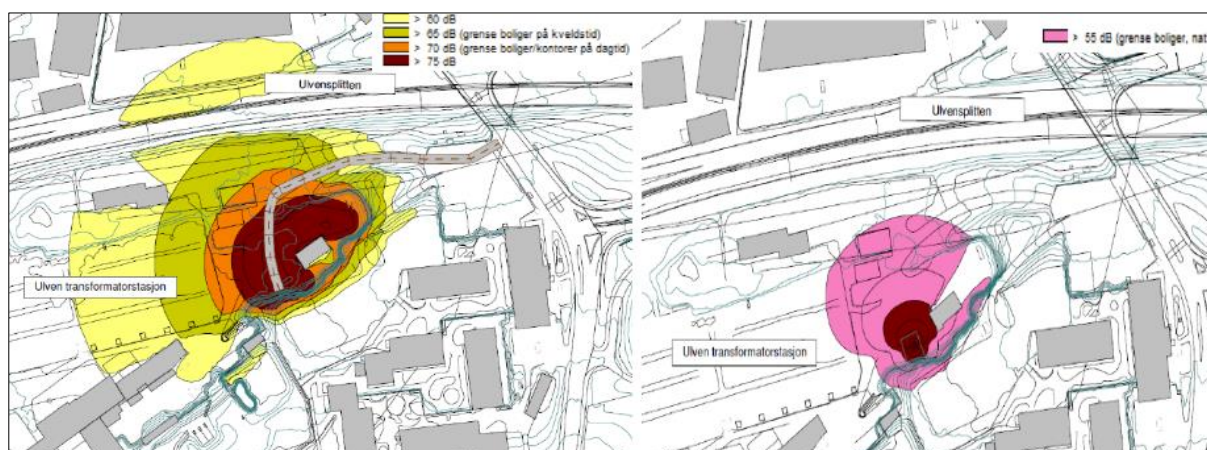 > 60 dB
> 65 dB (grense boliger på kveldstid)
> 70 dB (grense boliger/kontorer på dagtid)
> 75 dB
Ulvensplitten
Ulven transformatorstasjon
> 55 dB (grense boliger, nat
Ulvensplitten
Ulven transformatorstasjon